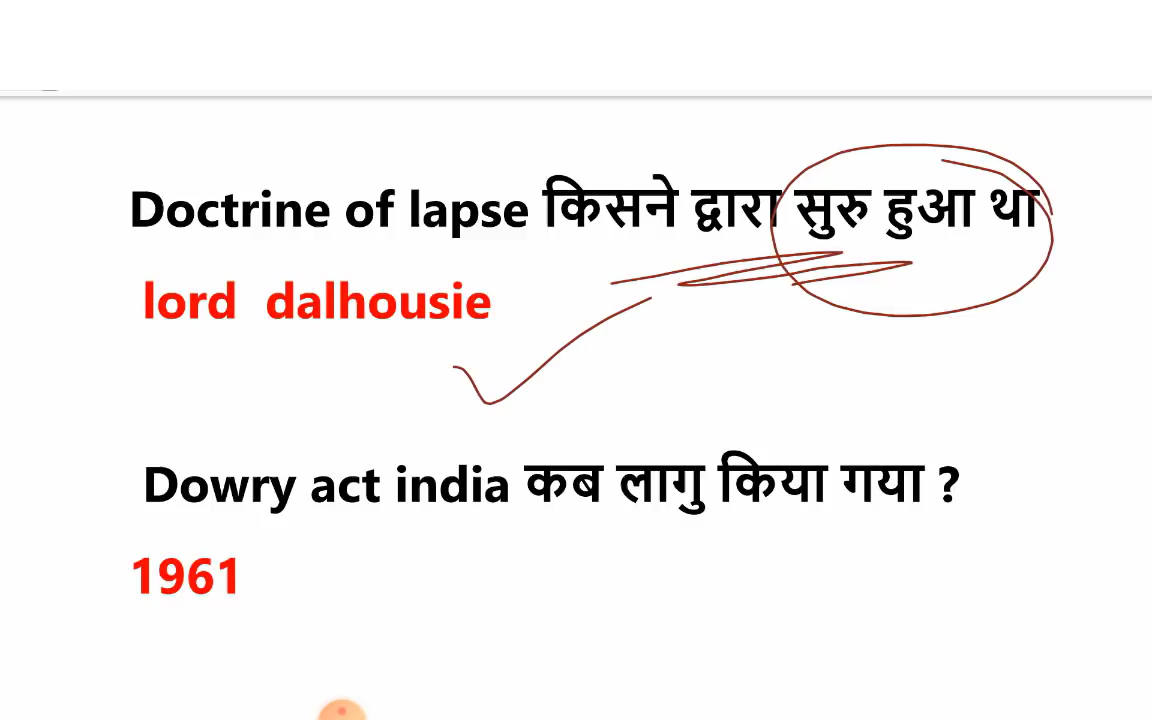 Doctrine of lapse किसने द्वारा सुरु हुआ था
lord dalhousie
Dowry act india कब लागु किया गया ?
1961